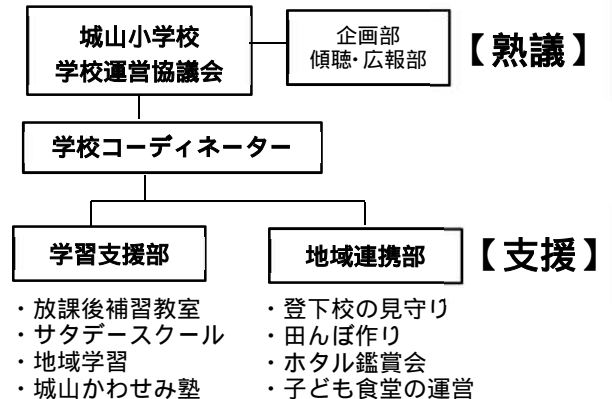 城山小学校
学校運営協議会
企画部
傾聴・広報部
【熟議】
学校コーディネーター
学習支援部
地域連携部
【支援】
・放課後補習教室
・サタデースクール
・地域学習
・城山かわせみ塾
・登下校の見守り
・田んぼ作り
・ホタル鑑賞会
・子ども食堂の運営